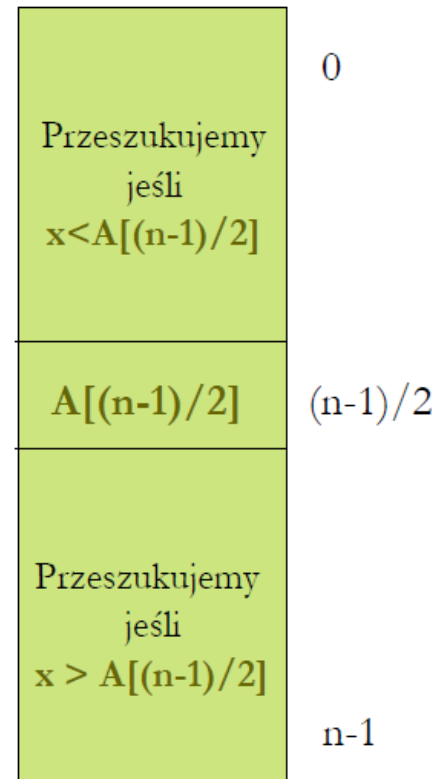 0
Przeszukujemy
jeśli
x<A[(n-1)/2]
A[(n-1)/2] (n-1)/2
Przeszukujemy
jeśli
x > A[(n-1)/2]
n-1